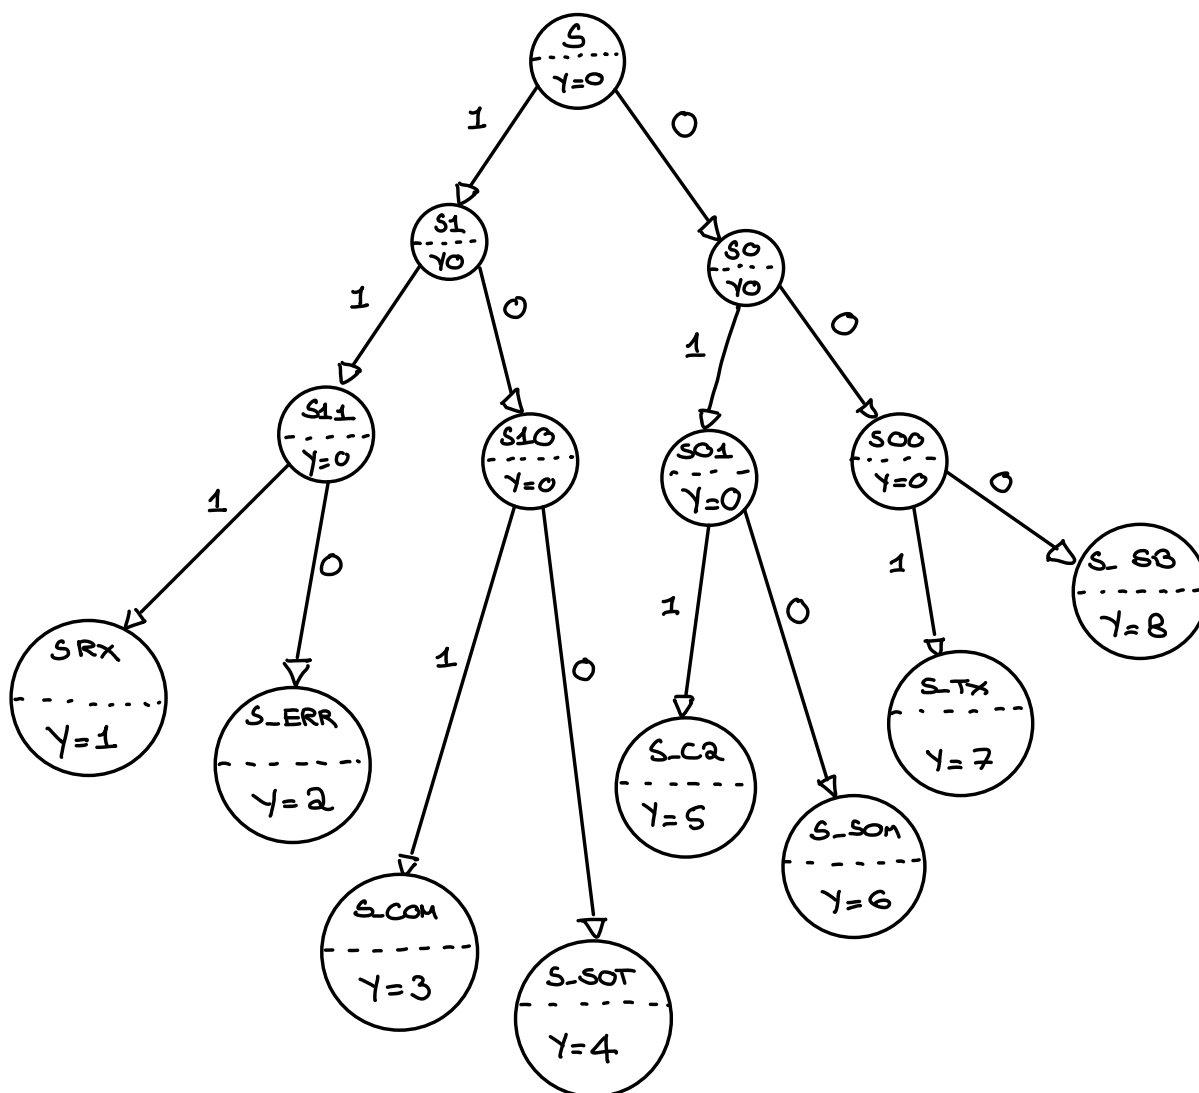 S
Y=0
1
0
S1
Y0
S0
Y0
1
0
1
0
S11
Y=0
S10
Y=0
S01
Y=0
S00
Y=0
1
0
1
0
1
0
1
0
SRX
Y=1
S_ERR
Y=2
S_COM
Y=3
S_SOT
Y=4
S_C2
Y=5
S_SOM
Y=6
S_TX
Y=7
S_SB
Y=8